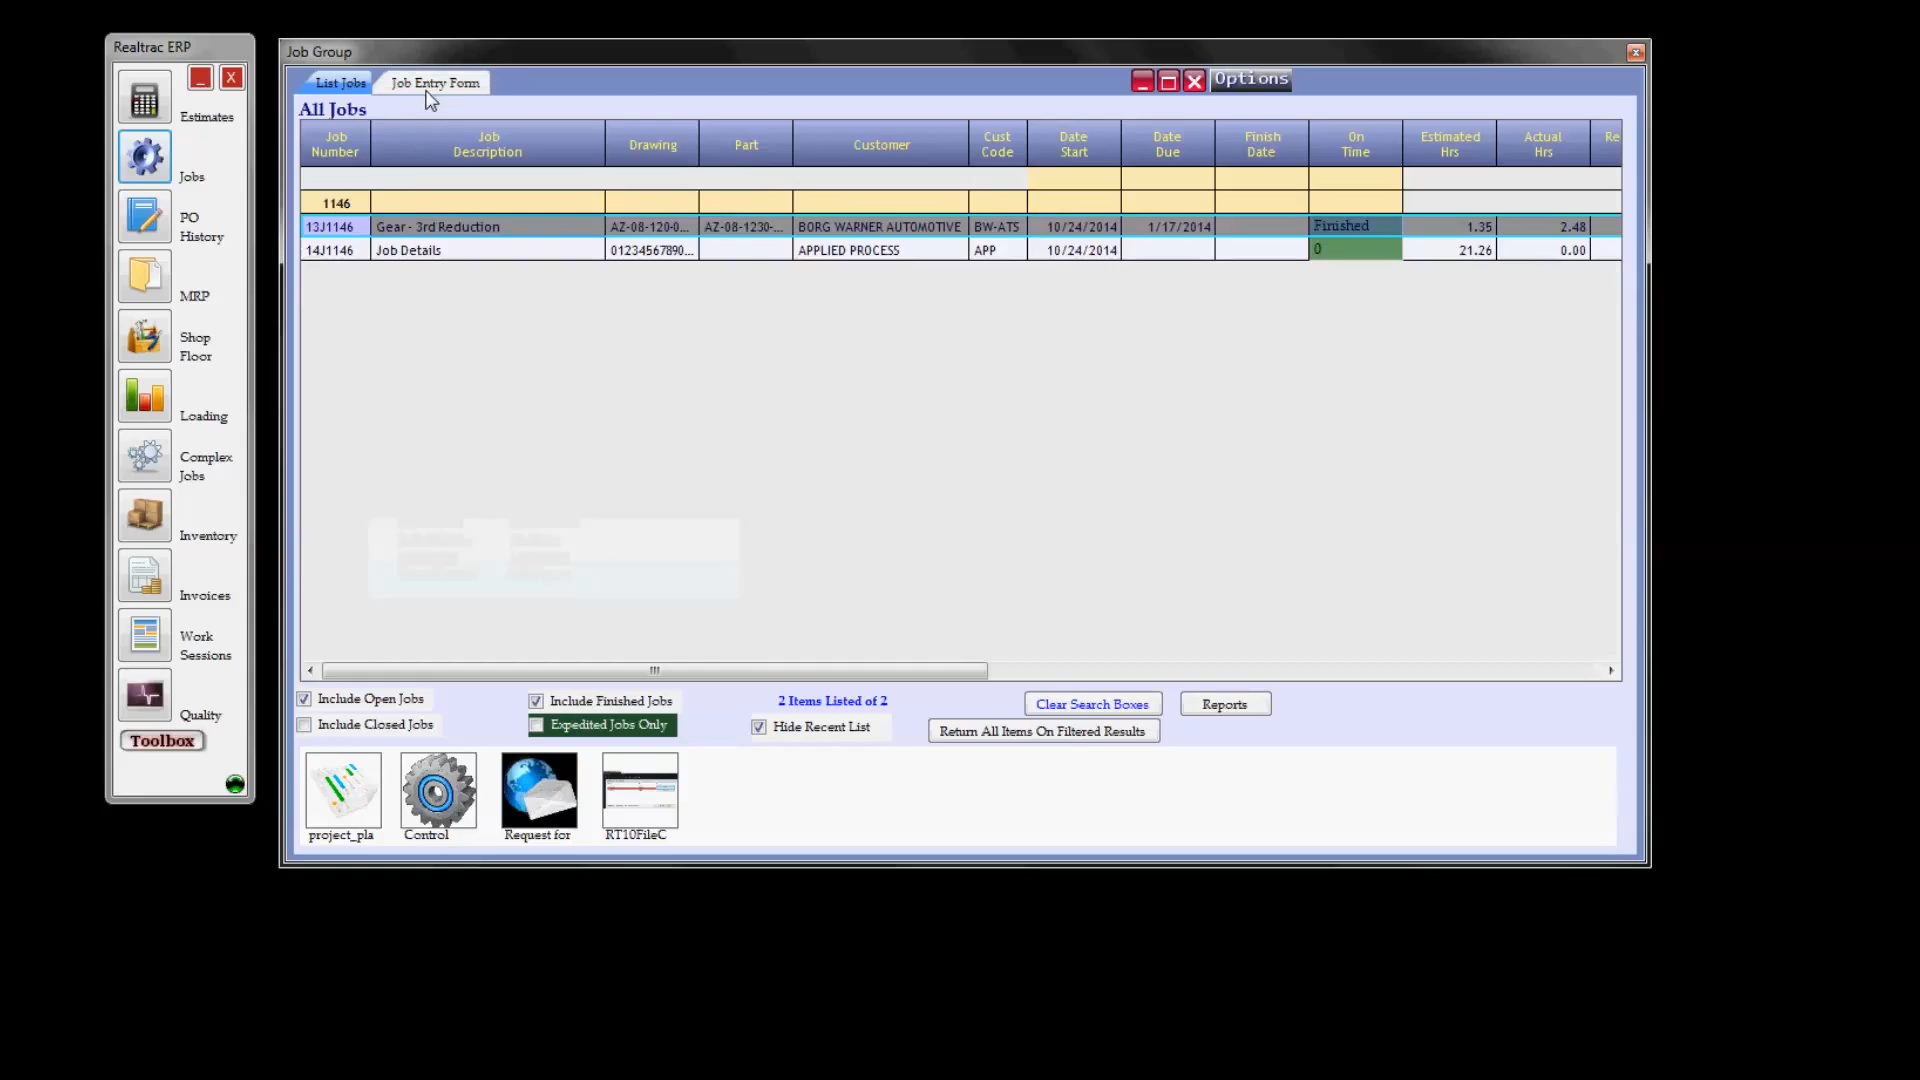 Realtrac ERP
X
Estimates
Jobs
PO
History
MRP
Shop
Floor
Loading
Complex
Jobs
Inventory
Invoices
Work
Sessions
Quality
Toolbox
Job Group
List Jobs
Job Entry Form
Options
All Jobs
Job Number
Job Description
Drawing
Part
Customer
Cust Code
Date Start
Date Due
Finish Date
On Time
Estimated Hrs
Actual Hrs
Re
1146
13J1146 Gear - 3rd Reduction AZ-08-120-0... AZ-08-1230-... BORG WARNER AUTOMOTIVE BW-ATS 10/24/2014 1/17/2014 Finished 1.35 2.48
14J1146 Job Details 01234567890... APPLIED PROCESS APP 10/24/2014 0 21.26 0.00
Include Open Jobs
Include Finished Jobs
2 Items Listed of 2
Clear Search Boxes
Reports
Include Closed Jobs
Expedited Jobs Only
Hide Recent List
Return All Items On Filtered Results
project_pla
Control
Request for
RT10FileC